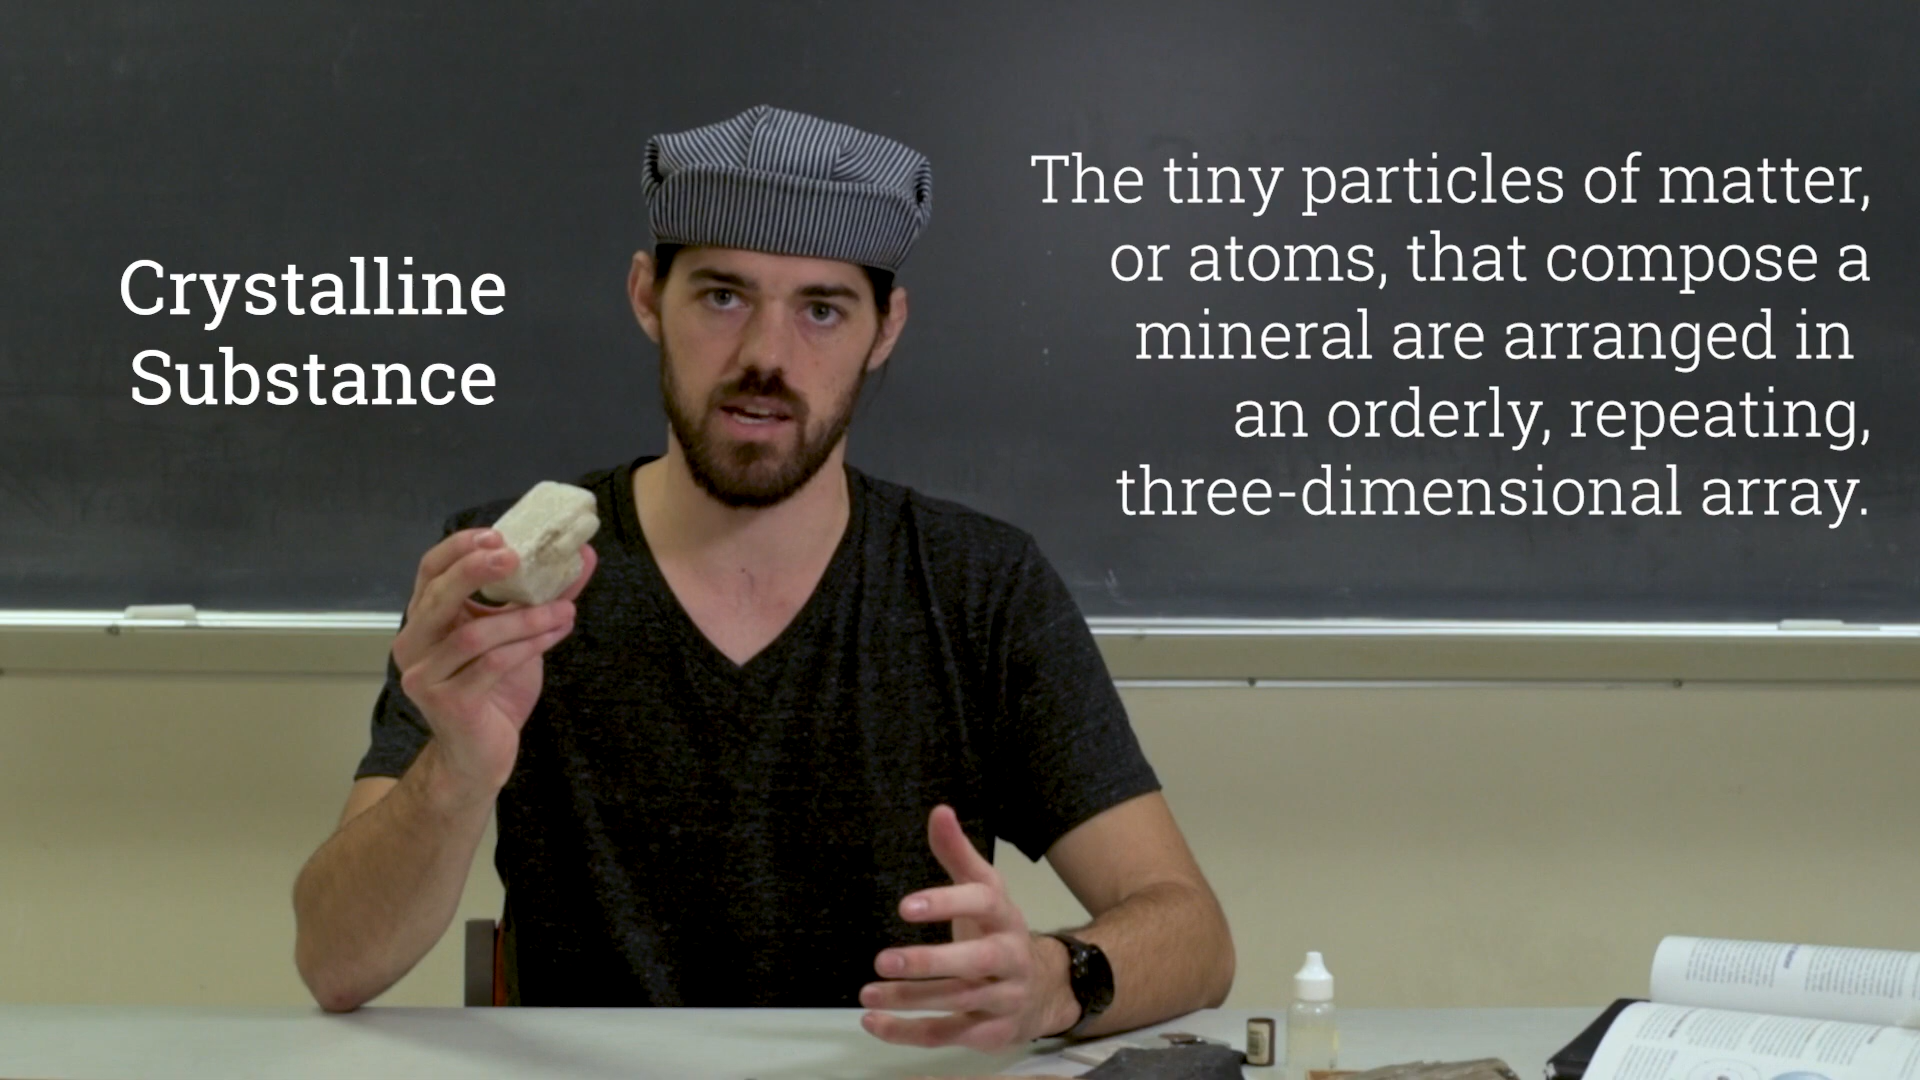 Crystalline
Substance
The tiny particles of matter,
or atoms, that compose a
mineral are arranged in
an orderly, repeating,
three-dimensional array.